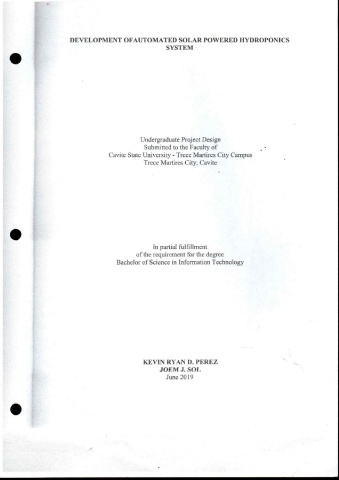 DEVELOPMENT OFAUTOMATED SOLAR POWERED HYDROPONICS
SYSTEM
Undergraduate Project Design
Submitted to the Faculty of
Cavite State University - Trece Martires City Campus
Trece Martires City, Cavite
In partial fulfillment
of the requirement for the degree
Bachelor of Science in Information Technology
KEVIN RYAN D. PEREZ
JOEM J. SOL
June 2019